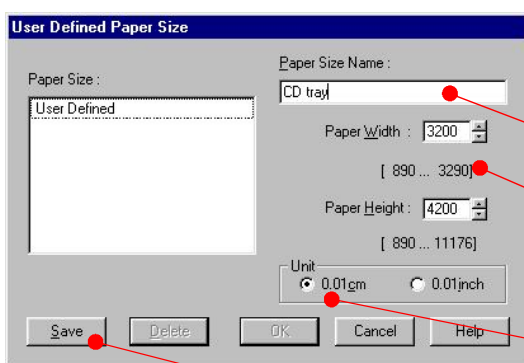 User Defined Paper Size
Paper Size :
User Defined
Paper Size Name :
CD tray
Paper Width : 3200
[ 890 ... 3290]
Paper Height : 4200
[ 890 ... 11176]
Unit
0.01cm 0.01inch
Save Delete OK Cancel Help